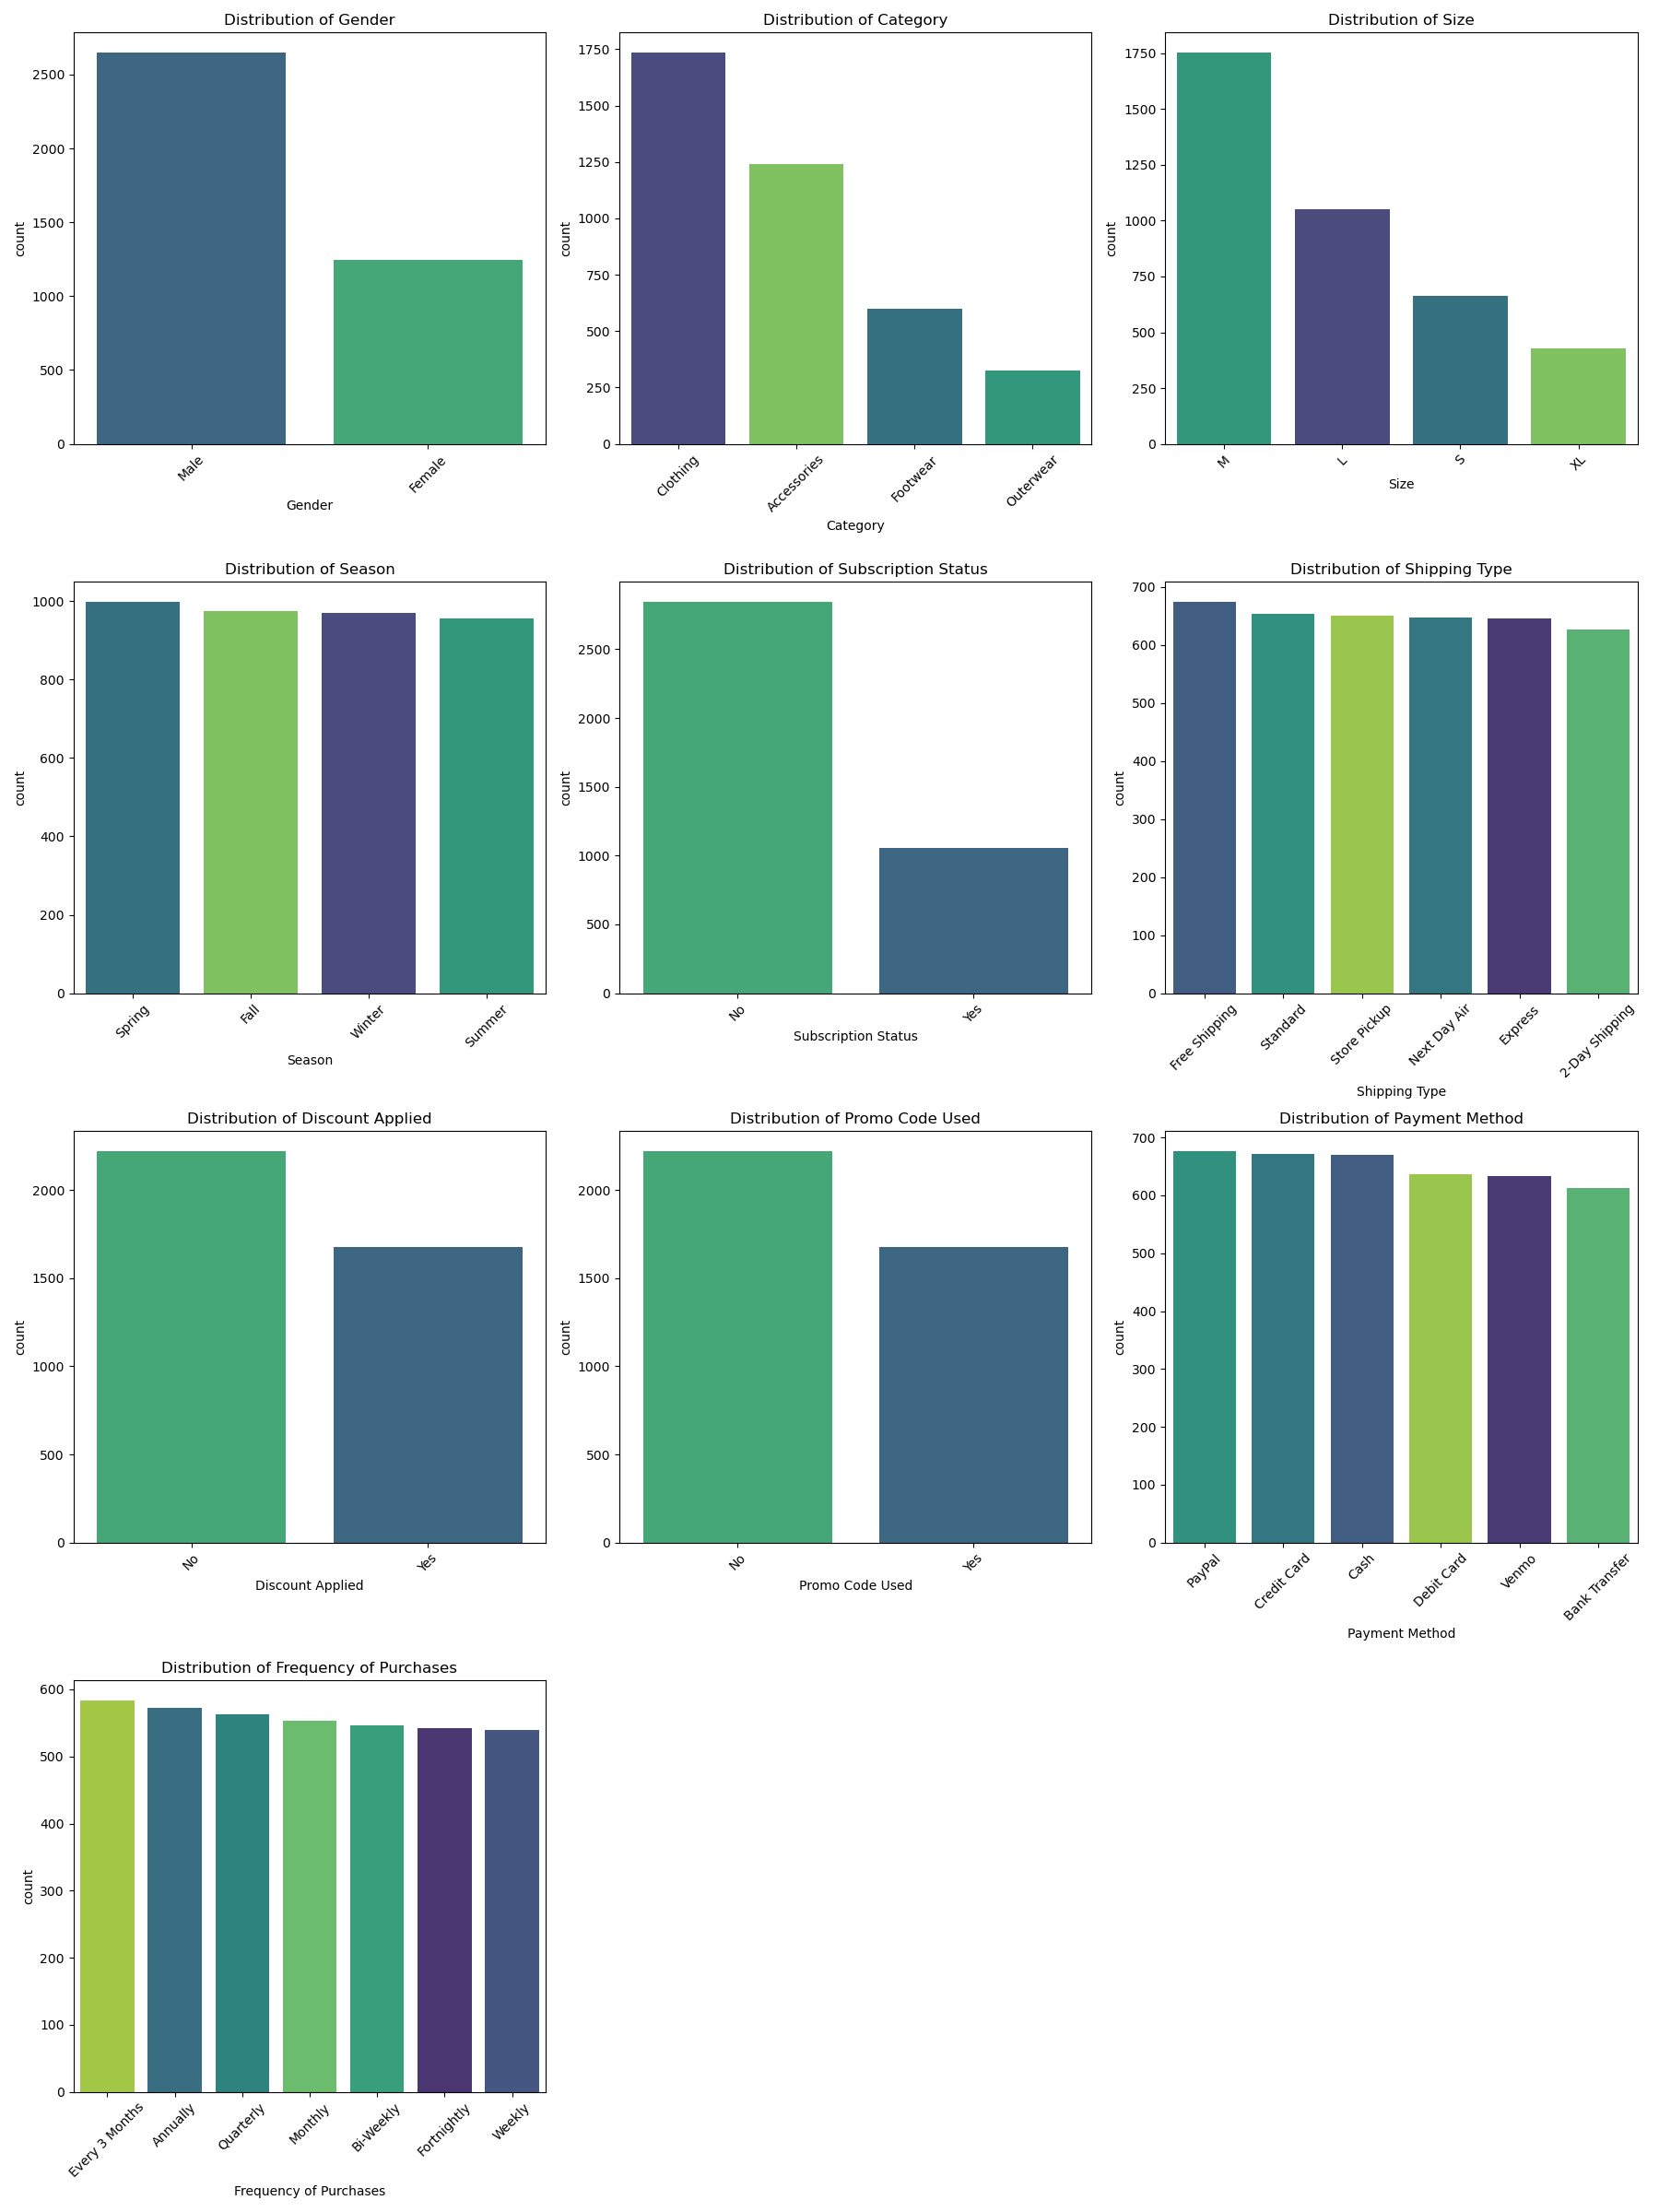 Distribution of Gender
count
2500
2000
1500
1000
500
0
Male
Female
Gender
Distribution of Category
count
1750
1500
1250
1000
750
500
250
0
Clothing
Accessories
Footwear
Outerwear
Category
Distribution of Size
count
1750
1500
1250
1000
750
500
250
0
M
L
S
XL
Size
Distribution of Season
count
1000
800
600
400
200
0
Spring
Fall
Winter
Summer
Season
Distribution of Subscription Status
count
2500
2000
1500
1000
500
0
No
Yes
Subscription Status
Distribution of Shipping Type
count
700
600
500
400
300
200
100
0
Free Shipping
Standard
Store Pickup
Next Day Air
Express
2-Day Shipping
Shipping Type
Distribution of Discount Applied
count
2000
1500
1000
500
0
No
Yes
Discount Applied
Distribution of Promo Code Used
count
2000
1500
1000
500
0
No
Yes
Promo Code Used
Distribution of Payment Method
count
700
600
500
400
300
200
100
0
PayPal
Credit Card
Cash
Debit Card
Venmo
Bank Transfer
Payment Method
Distribution of Frequency of Purchases
count
600
500
400
300
200
100
0
Every 3 Months
Annually
Quarterly
Monthly
Bi-Weekly
Fortnightly
Weekly
Frequency of Purchases